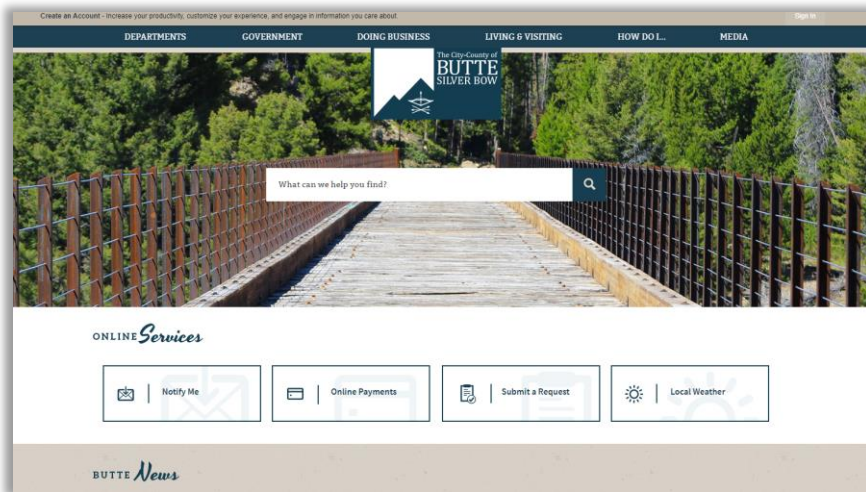 Create an Account - Increase your productivity, customize your experience, and engage in information you care about.
Sign In
DEPARTMENTS GOVERNMENT DOING BUSINESS LIVING & VISITING HOW DO I... MEDIA
The City-County of
BUTTE
SILVER BOW
What can we help you find?
ONLINE Services
Notify Me
Online Payments
Submit a Request
Local Weather
BUTTE News